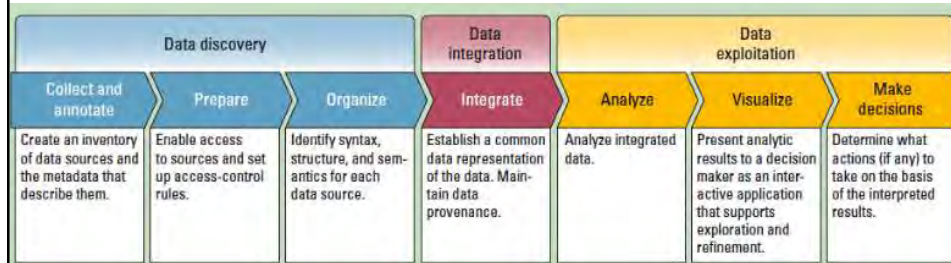 Data discovery
Data
integration
Data
exploitation
Collect and
annotate
Prepare
Organize
Integrate
Analyze
Visualize
Make
decisions
Create an inventory
of data sources and
the metadata that
describe them.
Enable access
to sources and set
up access-control
rules.
Identify syntax,
structure, and sem-
antics for each
data source.
Establish a common
data representation
of the data. Main-
tain data
provenance.
Analyze integrated
data.
Present analytic
results to a decision
maker as an inter-
active application
that supports
exploration and
refinement.
Determine what
actions (if any) to
take on the basis
of the interpreted
results.